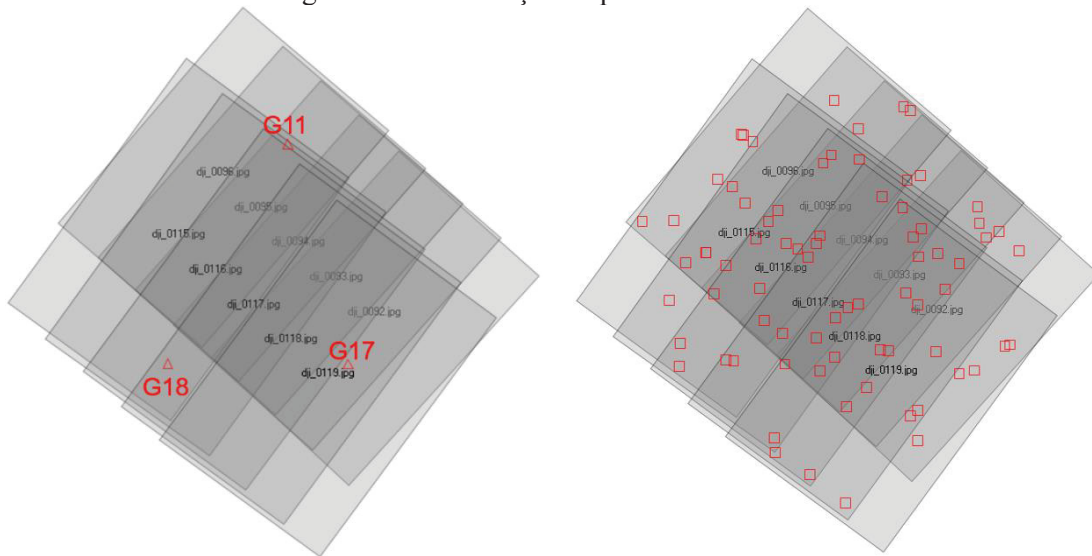 G11
dji_0096.jpg
dji_0095.jpg
dji_0115.jpg
dji_0094.jpg
dji_0116.jpg
dji_0093.jpg
dji_0117.jpg
dji_0092.jpg
dji_0118.jpg
G17
dji_0119.jpg
G18
dji_0096.jpg
dji_0095.jpg
dji_0115.jpg
dji_0094.jpg
dji_0116.jpg
dji_0093.jpg
dji_0117.jpg
dji_0092.jpg
dji_0118.jpg
dji_0119.jpg